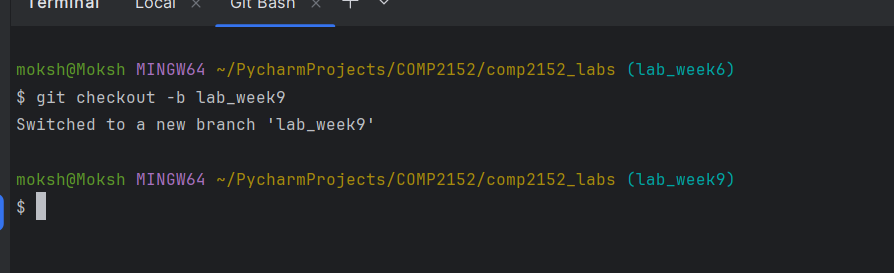 Terminal Local × Git Bash ×
moksh@Moksh MINGW64 ~/PycharmProjects/COMP2152/comp2152_labs (lab_week6)
$ git checkout -b lab_week9
Switched to a new branch 'lab_week9'
moksh@Moksh MINGW64 ~/PycharmProjects/COMP2152/comp2152_labs (lab_week9)
$